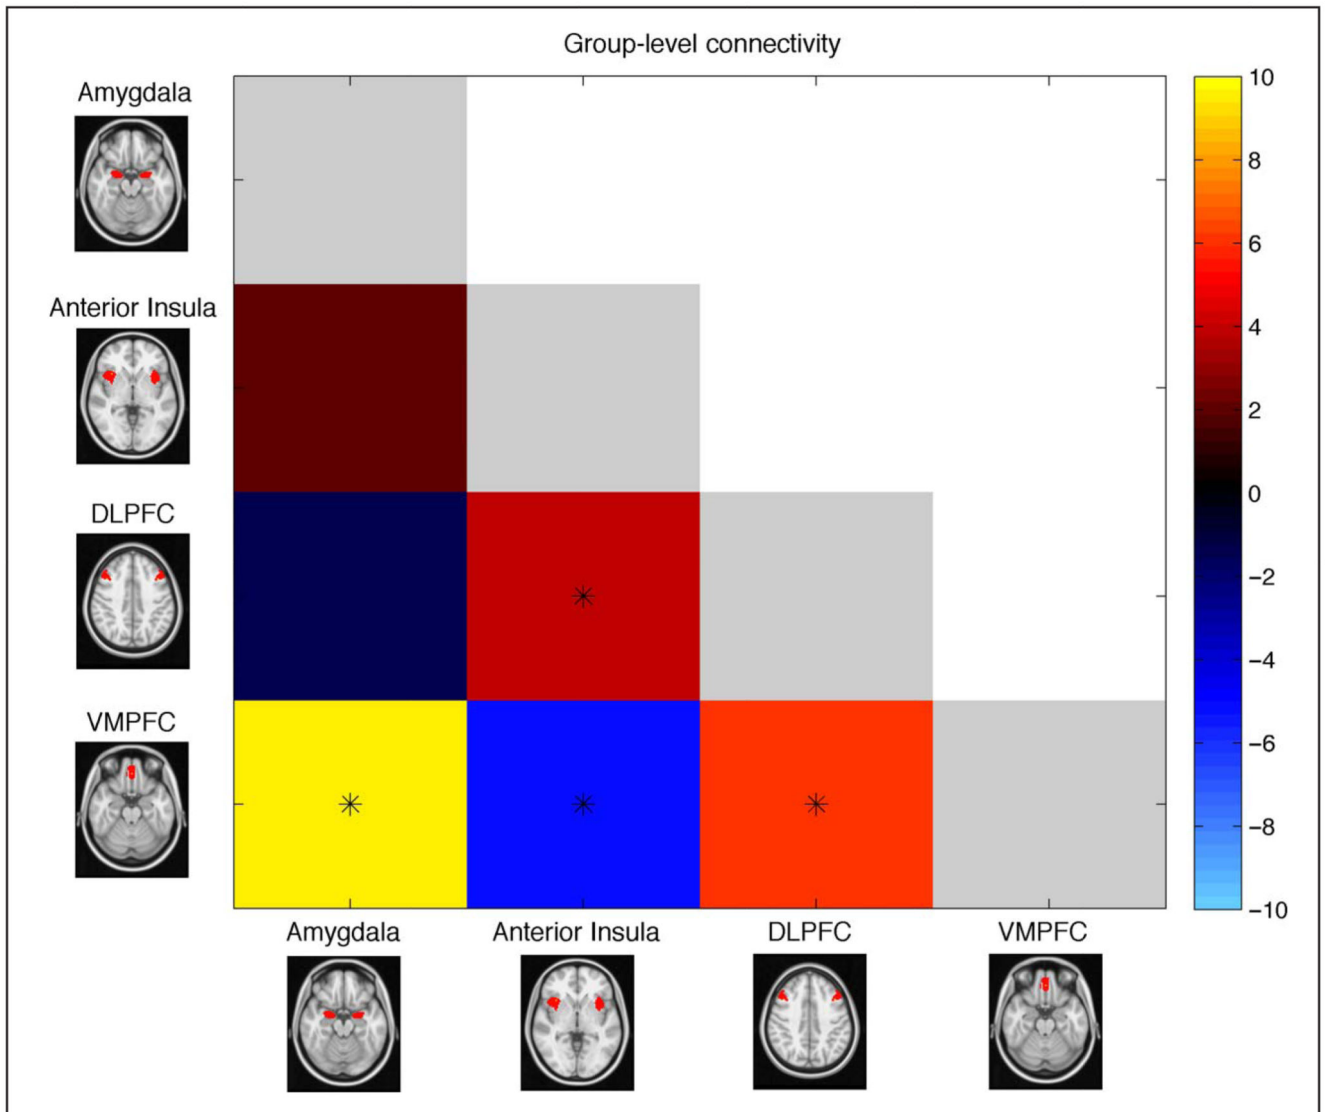 Group-level connectivity
Amygdala
Anterior Insula
DLPFC
VMPFC
10
8
6
4
2
0
−2
−4
−6
−8
−10
Amygdala Anterior Insula DLPFC VMPFC